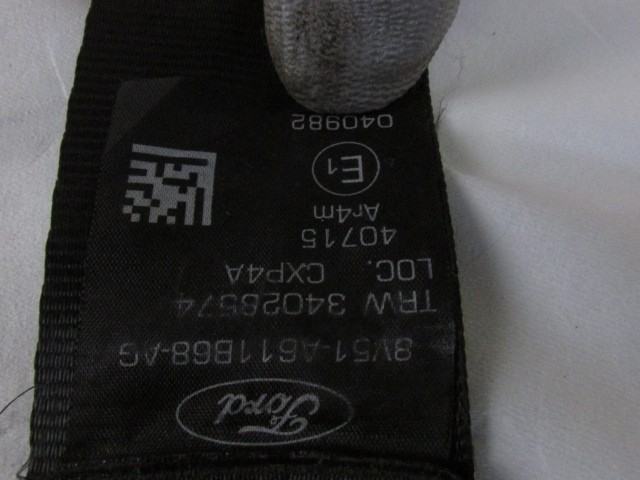 Ford
8V51-A611B68-AG
TRW 34028574
LOC. CXP4A
40715
Ar4m
E1
040982